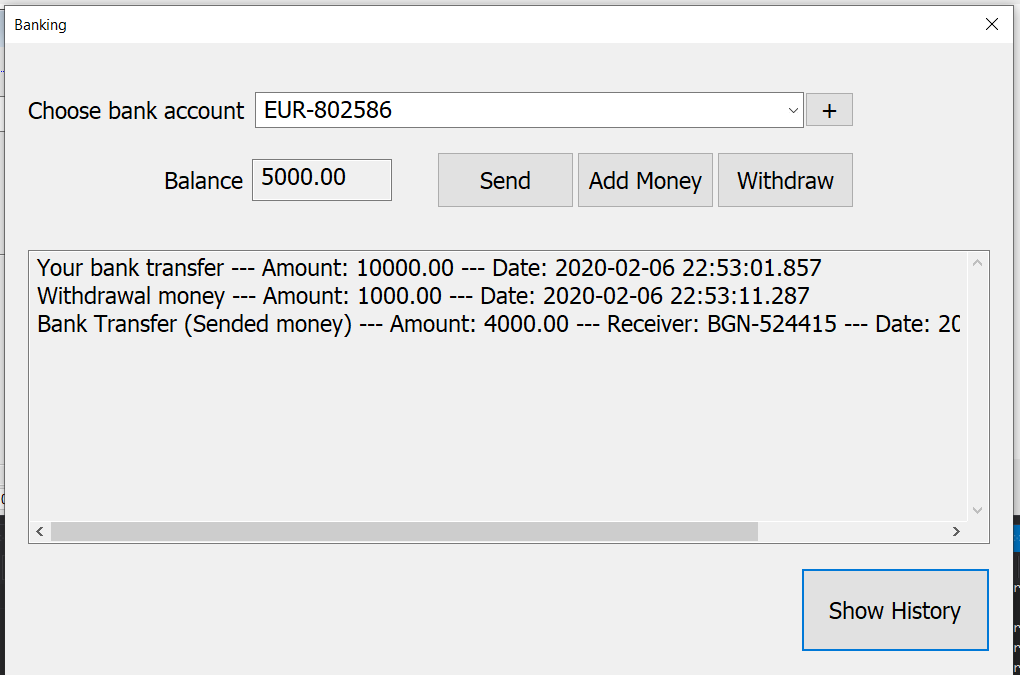 Banking
Choose bank account EUR-802586 +
Balance 5000.00 Send Add Money Withdraw
Your bank transfer --- Amount: 10000.00 --- Date: 2020-02-06 22:53:01.857
Withdrawal money --- Amount: 1000.00 --- Date: 2020-02-06 22:53:11.287
Bank Transfer (Sended money) --- Amount: 4000.00 --- Receiver: BGN-524415 --- Date: 20
Show History